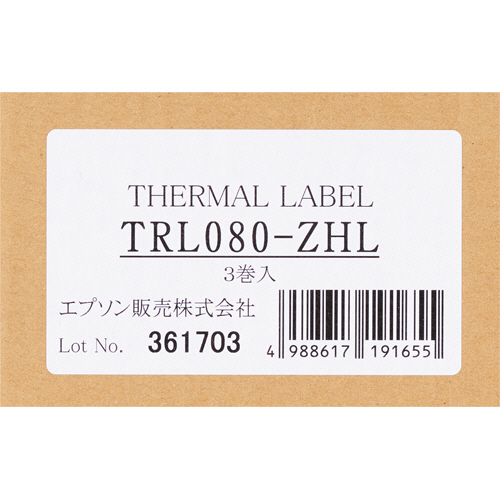 THERMAL LABEL
TRL080-ZHL
3巻入
エプソン販売株式会社
Lot No. 361703
4 988617 191655